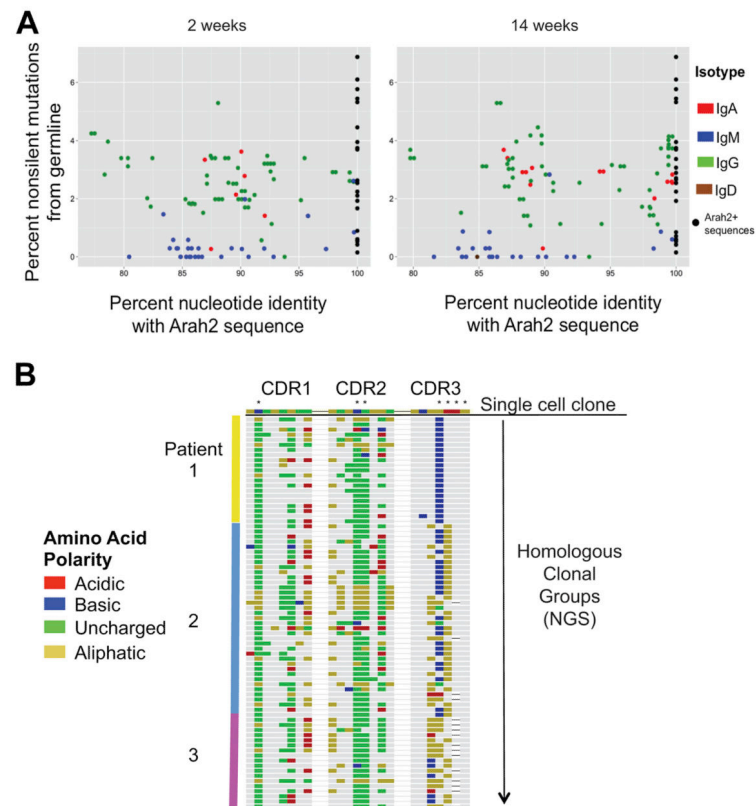 A
2 weeks
14 weeks
Percent nonsilent mutations
from germline
6
4
2
0
80
85
90
95
100
6
4
2
0
80
85
90
95
100
Percent nucleotide identity
with Arah2 sequence
Percent nucleotide identity
with Arah2 sequence
Isotype
IgA
IgM
IgG
IgD
Arah2+
sequences
B
CDR1
CDR2
CDR3
*
* *
* * * *
Single cell clone
Patient
1
2
3
Amino Acid
Polarity
Acidic
Basic
Uncharged
Aliphatic
Homologous
Clonal
Groups
(NGS)